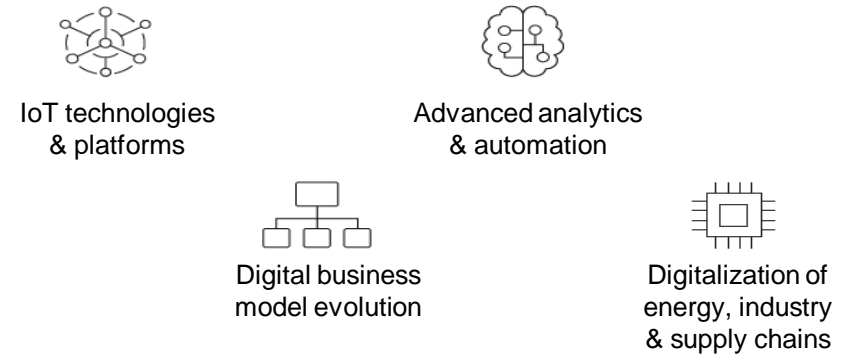 IoT technologies
& platforms
Advanced analytics
& automation
Digital business
model evolution
Digitalization of
energy, industry
& supply chains